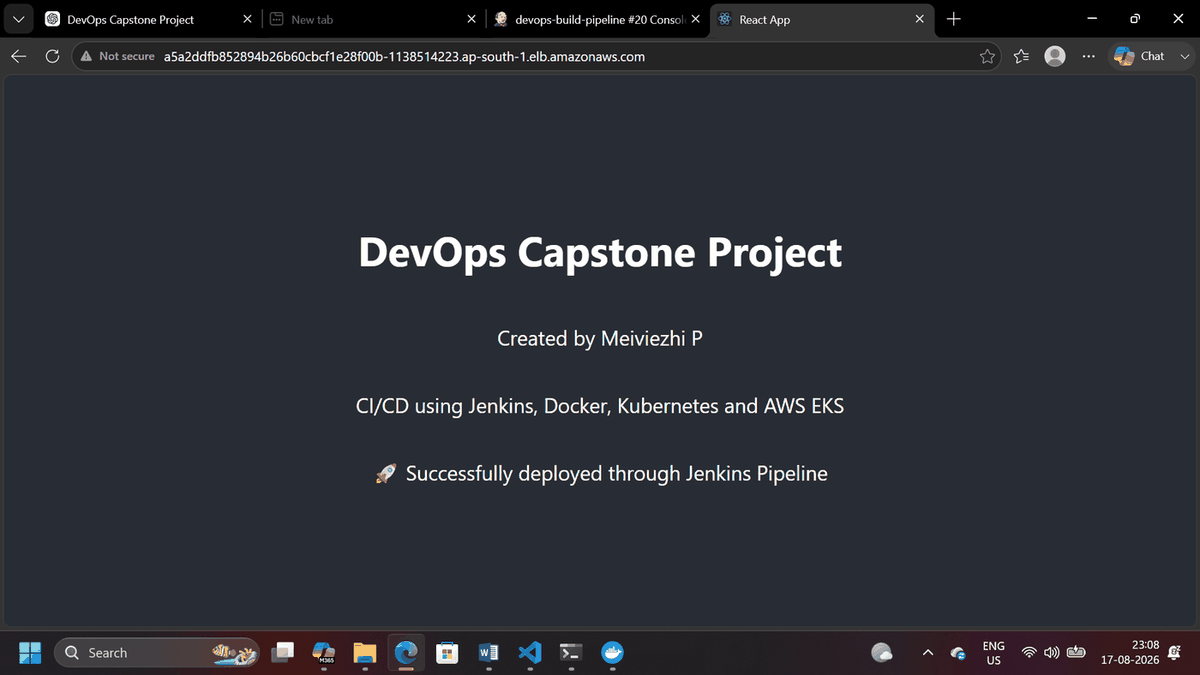 DevOps Capstone Project
New tab
devops-build-pipeline #20 Consol
React App
Not secure
a5a2ddfb852894b26b60cbcf1e28f00b-1138514223.ap-south-1.elb.amazonaws.com
Chat
DevOps Capstone Project
Created by Meiviezhi P
CI/CD using Jenkins, Docker, Kubernetes and AWS EKS
🚀 Successfully deployed through Jenkins Pipeline
Search
M365
ENG
US
23:08
17-08-2026